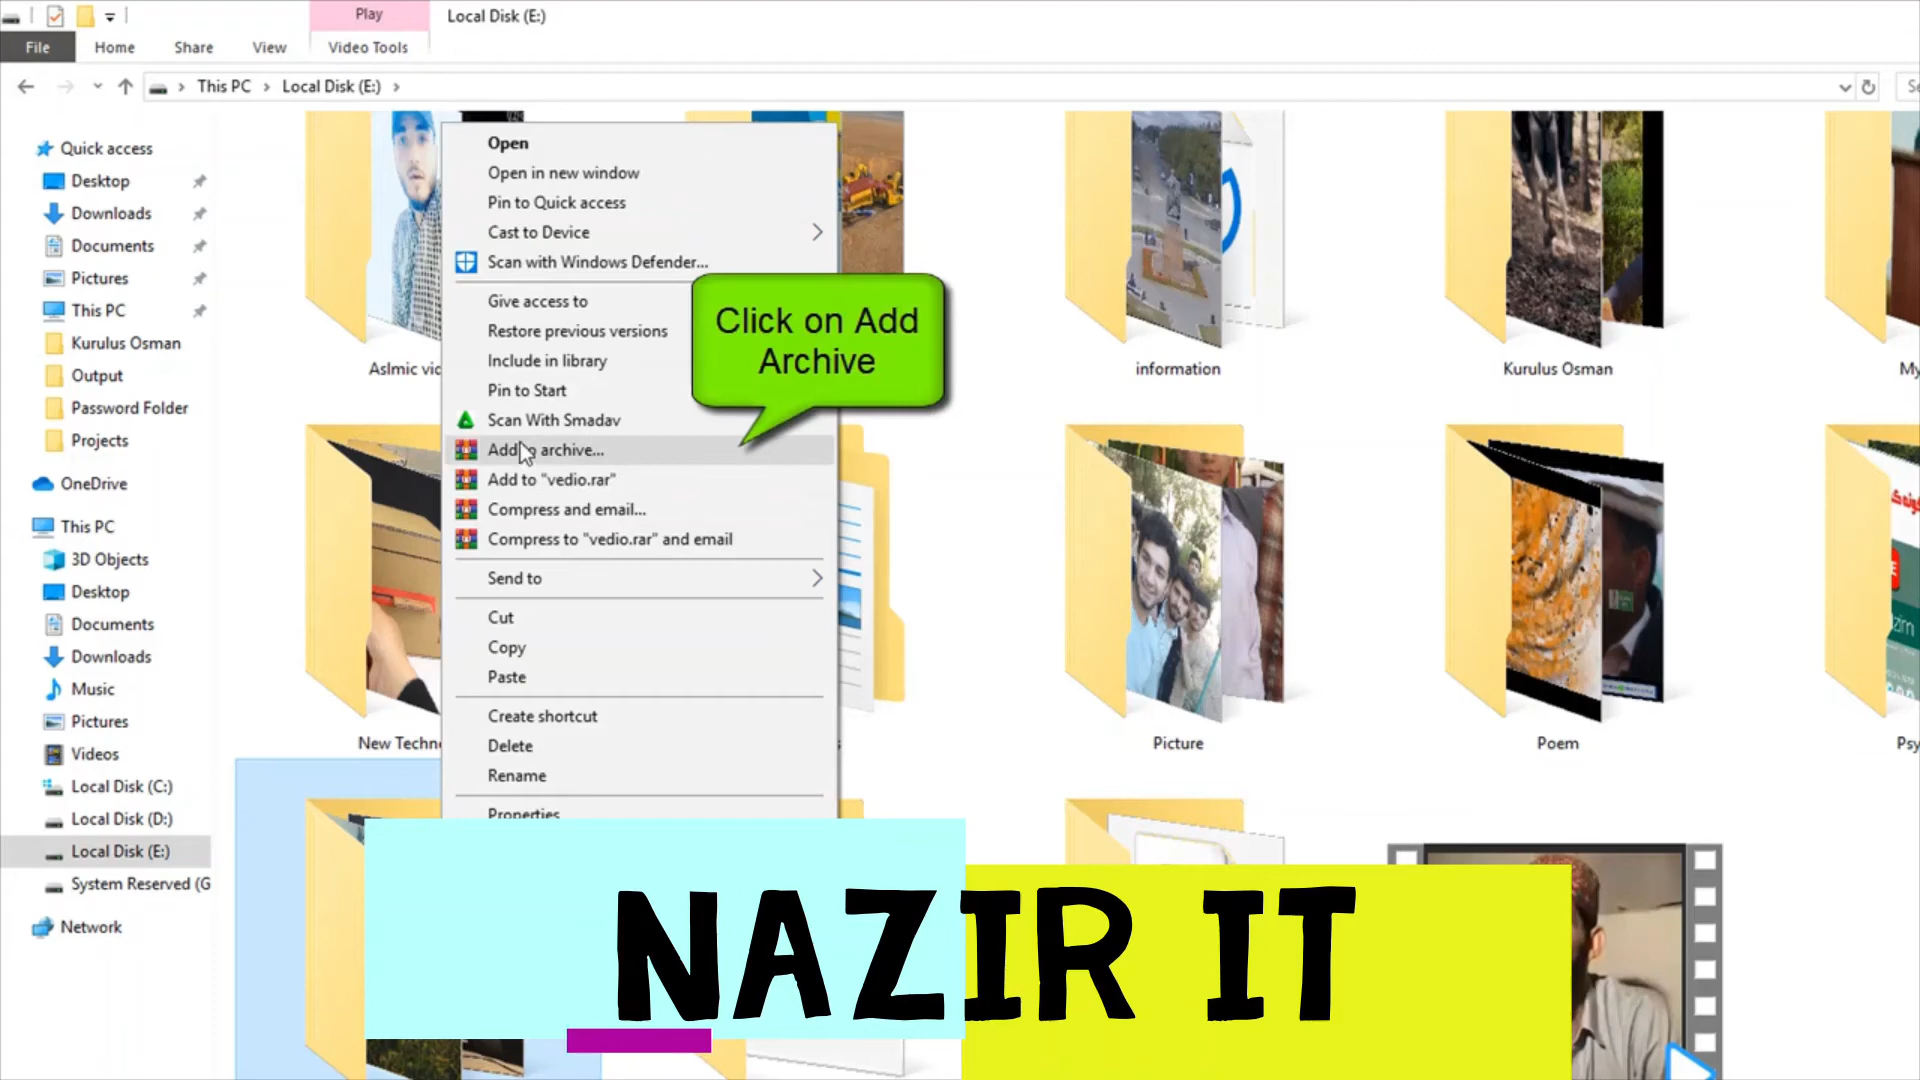 Play
Local Disk (E:)
File
Home
Share
View
Video Tools
This PC
Local Disk (E:)
Quick access
Desktop
Downloads
Documents
Pictures
This PC
Kurulus Osman
Output
Password Folder
Projects
OneDrive
This PC
3D Objects
Desktop
Documents
Downloads
Music
Pictures
Videos
Local Disk (C:)
Local Disk (D:)
Local Disk (E:)
System Reserved (G
Network
Open
Open in new window
Pin to Quick access
Cast to Device
Scan with Windows Defender...
Give access to
Restore previous versions
Include in library
Pin to Start
Scan With Smadav
Add to archive...
Add to "vedio.rar"
Compress and email...
Compress to "vedio.rar" and email
Send to
Cut
Copy
Paste
Create shortcut
Delete
Rename
Properties
Click on Add
Archive
Aslmic vid
information
Kurulus Osman
My
New Techn
Picture
Poem
Psy
NAZIR IT